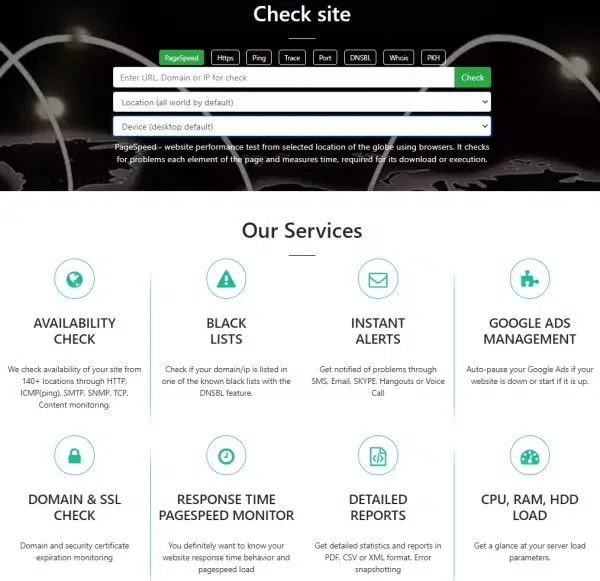 Check site
PageSpeed Https Ping Trace Port DNSBL Whois PKH
Enter URL, Domain or IP for check Check
Location (all world by default)
Device (desktop default)
PageSpeed - website performance test from selected location of the globe using browsers. It checks
for problems each element of the page and measures time, required for its download or execution.
Our Services
AVAILABILITY
CHECK
We check availability of your site from
140+ locations through HTTP,
ICMP(ping), SMTP, SNMP, TCP,
Content monitoring.
BLACK
LISTS
Check if your domain/ip is listed in
one of the known black lists with the
DNSBL feature.
INSTANT
ALERTS
Get notified of problems through
SMS, Email, SKYPE, Hangouts or Voice
Call
GOOGLE ADS
MANAGEMENT
Auto-pause your Google Ads if your
website is down or start if it is up.
DOMAIN & SSL
CHECK
Domain and security certificate
expiration monitoring
RESPONSE TIME
PAGESPEED MONITOR
You definitely want to know your
website response time behavior and
pagespeed load
DETAILED
REPORTS
Get detailed statistics and reports in
PDF, CSV or XML format. Error
snapshotting
CPU, RAM, HDD
LOAD
Get a glance at your server load
parameters.